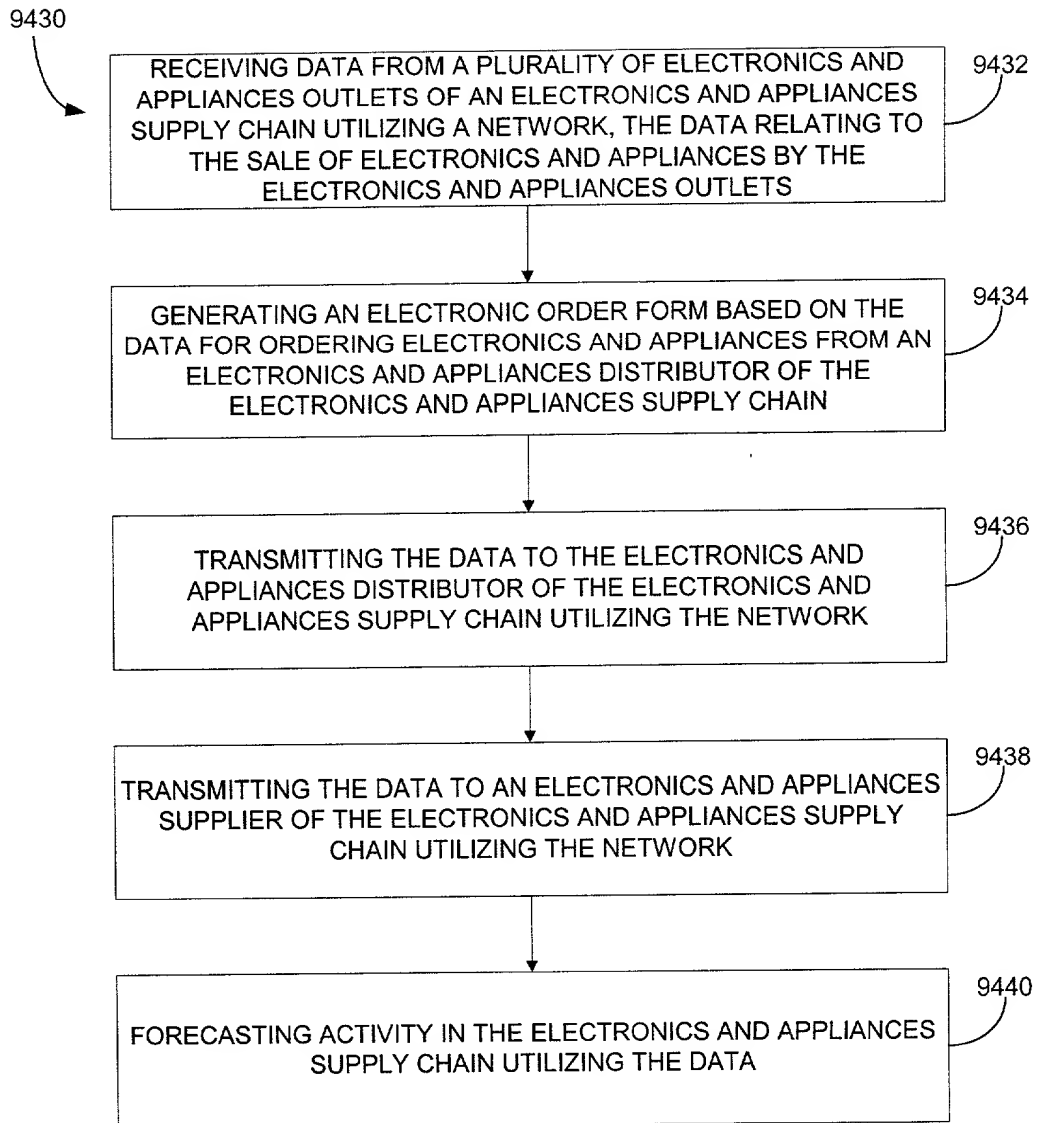 9430
RECEIVING DATA FROM A PLURALITY OF ELECTRONICS AND
APPLIANCES OUTLETS OF AN ELECTRONICS AND APPLIANCES
SUPPLY CHAIN UTILIZING A NETWORK, THE DATA RELATING TO
THE SALE OF ELECTRONICS AND APPLIANCES BY THE
ELECTRONICS AND APPLIANCES OUTLETS
9432
GENERATING AN ELECTRONIC ORDER FORM BASED ON THE
DATA FOR ORDERING ELECTRONICS AND APPLIANCES FROM AN
ELECTRONICS AND APPLIANCES DISTRIBUTOR OF THE
ELECTRONICS AND APPLIANCES SUPPLY CHAIN
9434
TRANSMITTING THE DATA TO THE ELECTRONICS AND
APPLIANCES DISTRIBUTOR OF THE ELECTRONICS AND
APPLIANCES SUPPLY CHAIN UTILIZING THE NETWORK
9436
TRANSMITTING THE DATA TO AN ELECTRONICS AND APPLIANCES
SUPPLIER OF THE ELECTRONICS AND APPLIANCES SUPPLY
CHAIN UTILIZING THE NETWORK
9438
FORECASTING ACTIVITY IN THE ELECTRONICS AND APPLIANCES
SUPPLY CHAIN UTILIZING THE DATA
9440